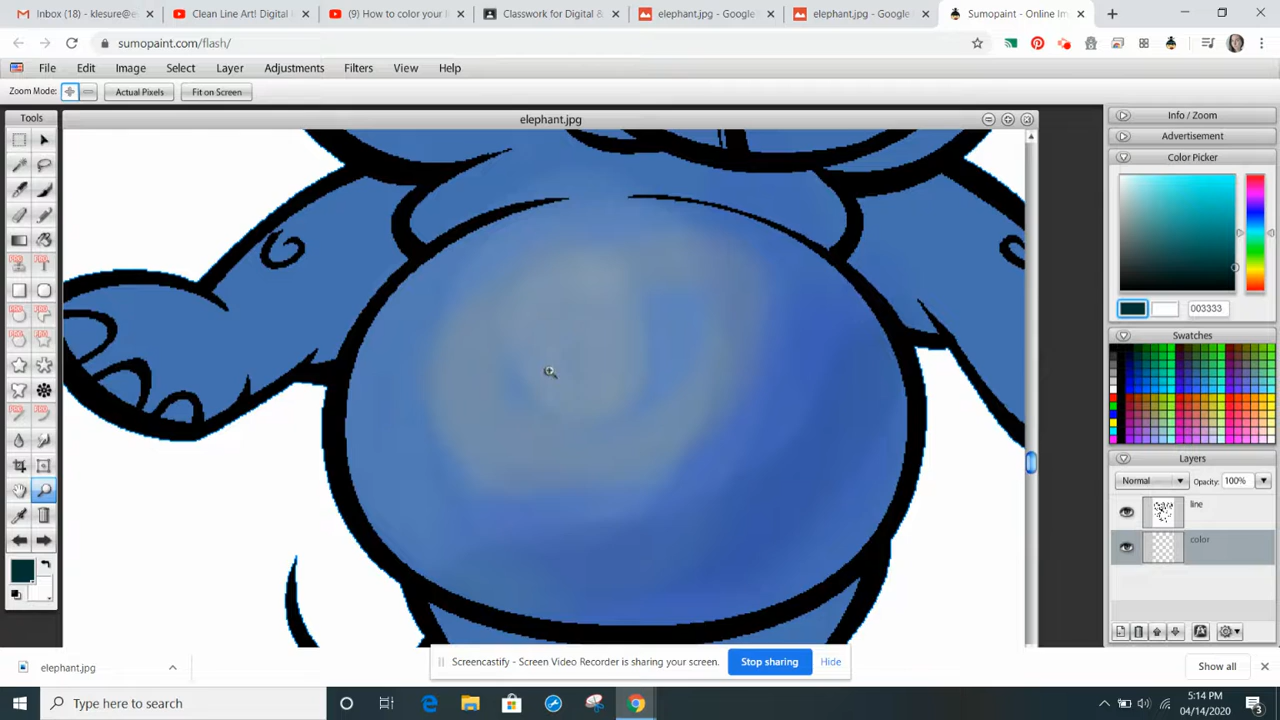 Inbox (18) - klesure@e
Clean Line Art! Digital
(9) How to color your
Classwork for Digital &
elephant.jpg - Google
elephant.jpg - Google
Sumopaint - Online Im
sumopaint.com/flash/
File Edit Image Select Layer Adjustments Filters View Help
Zoom Mode: Actual Pixels Fit on Screen
Tools
elephant.jpg
Info / Zoom
Advertisement
Color Picker
003333
Swatches
Layers
Normal Opacity: 100%
line
color
elephant.jpg
Screencastify - Screen Video Recorder is sharing your screen. Stop sharing Hide
Show all
Type here to search
5:14 PM
04/14/2020
3